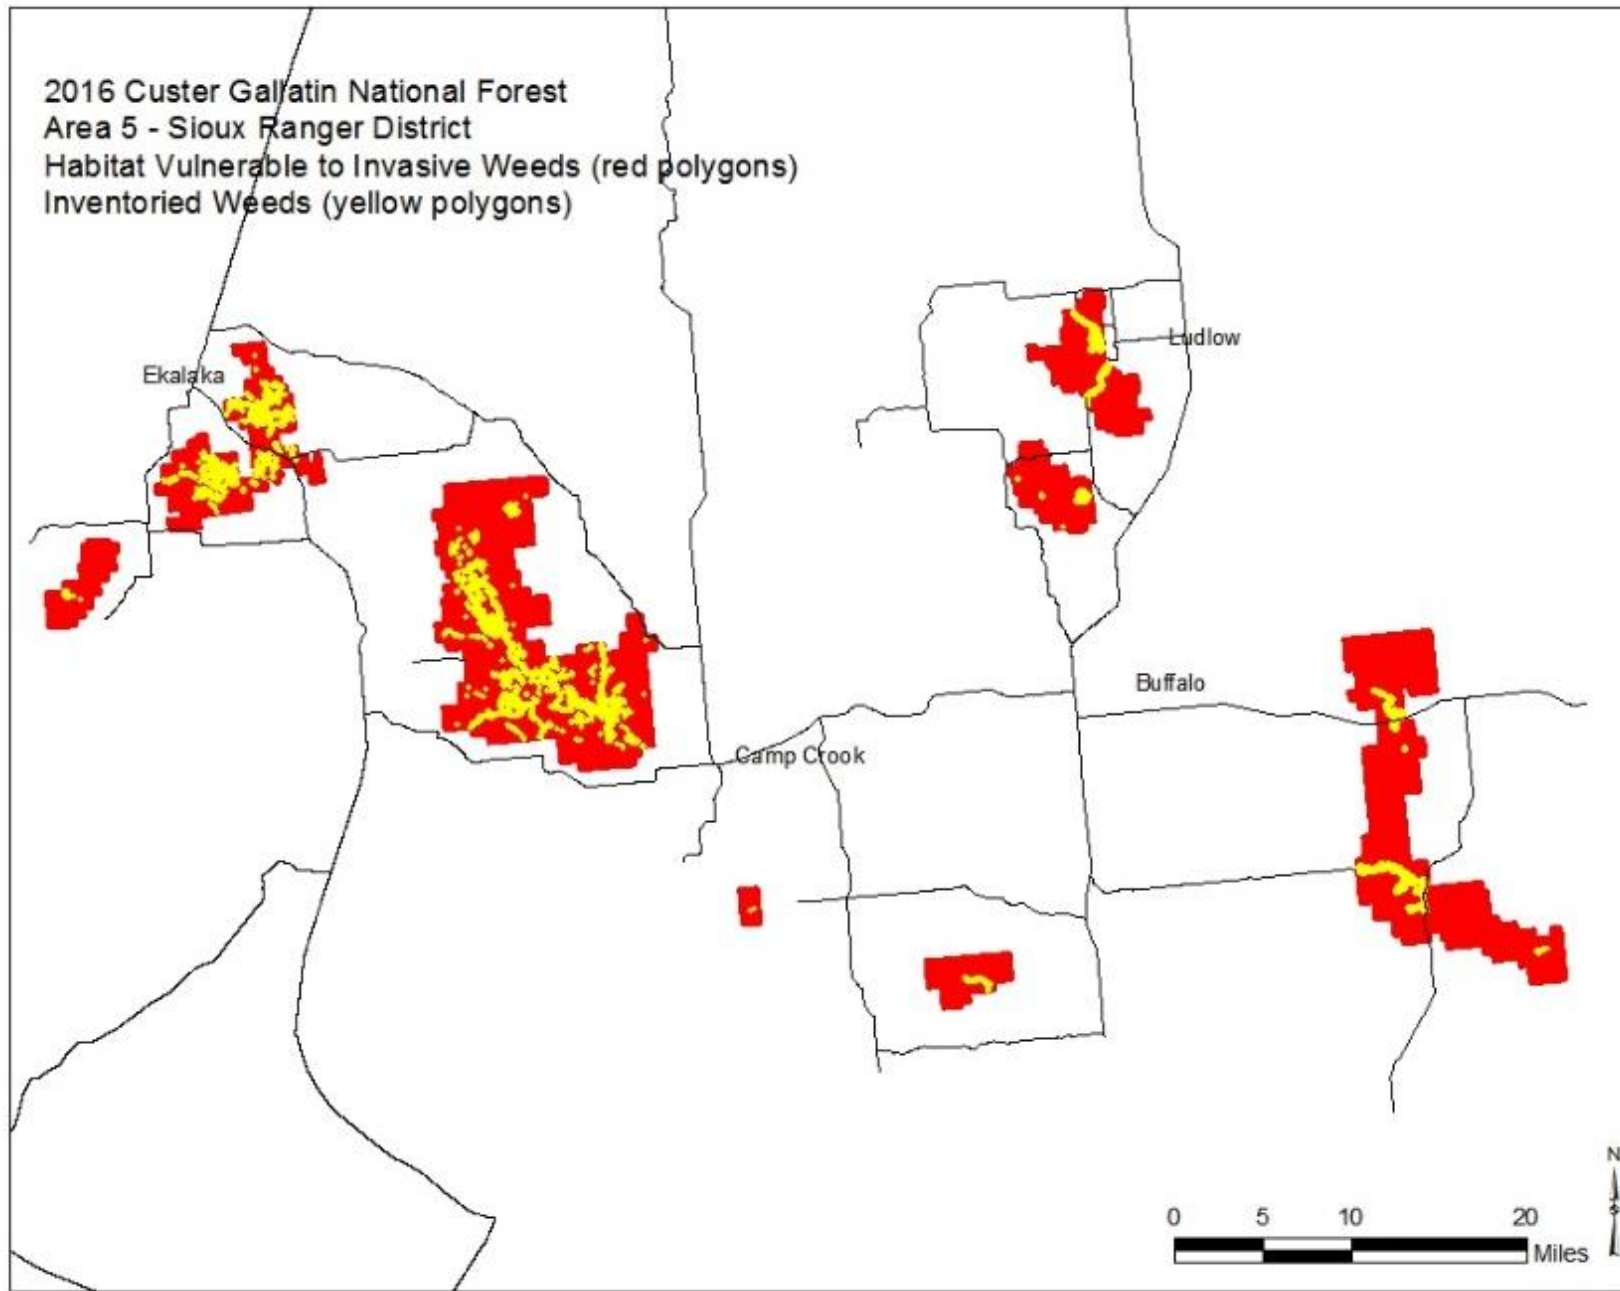 2016 Custer Gallatin National Forest
Area 5 - Sioux Ranger District
Habitat Vulnerable to Invasive Weeds (red polygons)
Inventoried Weeds (yellow polygons)
Ludlow
Ekalaka
Buffalo
Camp Crook
N
0 5 10 20
Miles